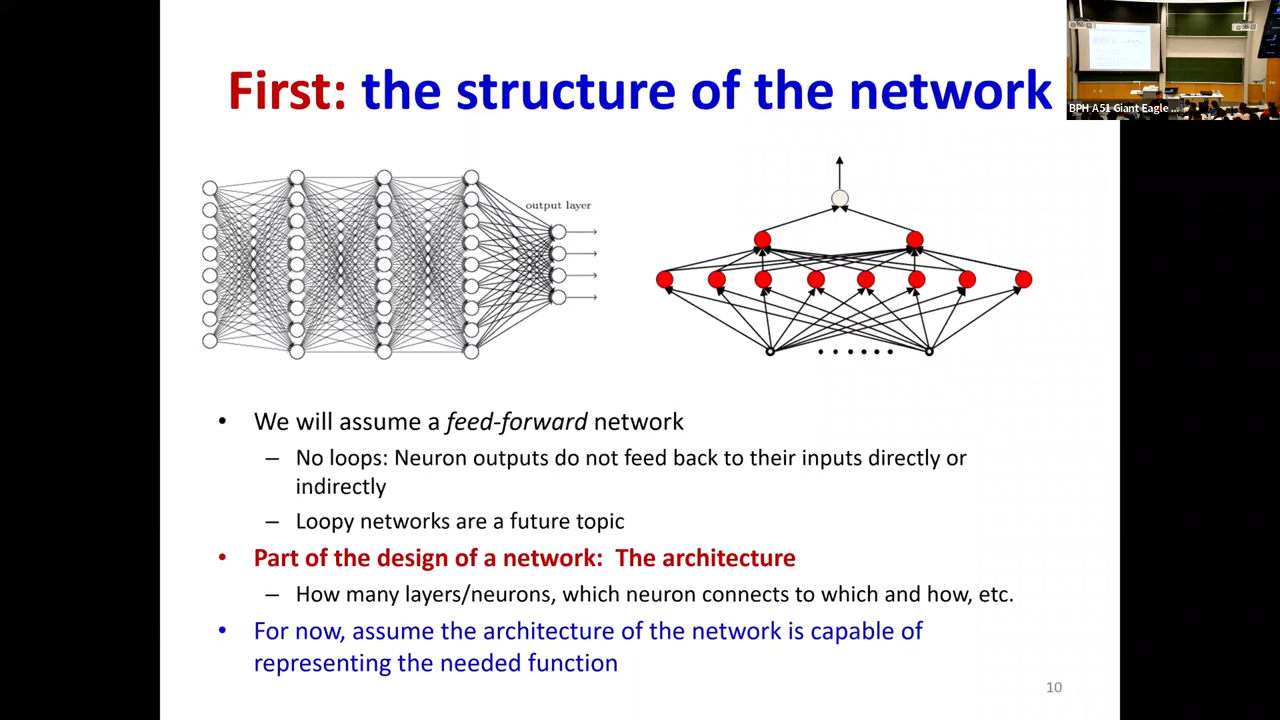 First: the structure of the network
BPH A51 Giant Eagle ...
output layer
• We will assume a feed-forward network
– No loops: Neuron outputs do not feed back to their inputs directly or
indirectly
– Loopy networks are a future topic
• Part of the design of a network: The architecture
– How many layers/neurons, which neuron connects to which and how, etc.
• For now, assume the architecture of the network is capable of
representing the needed function
10